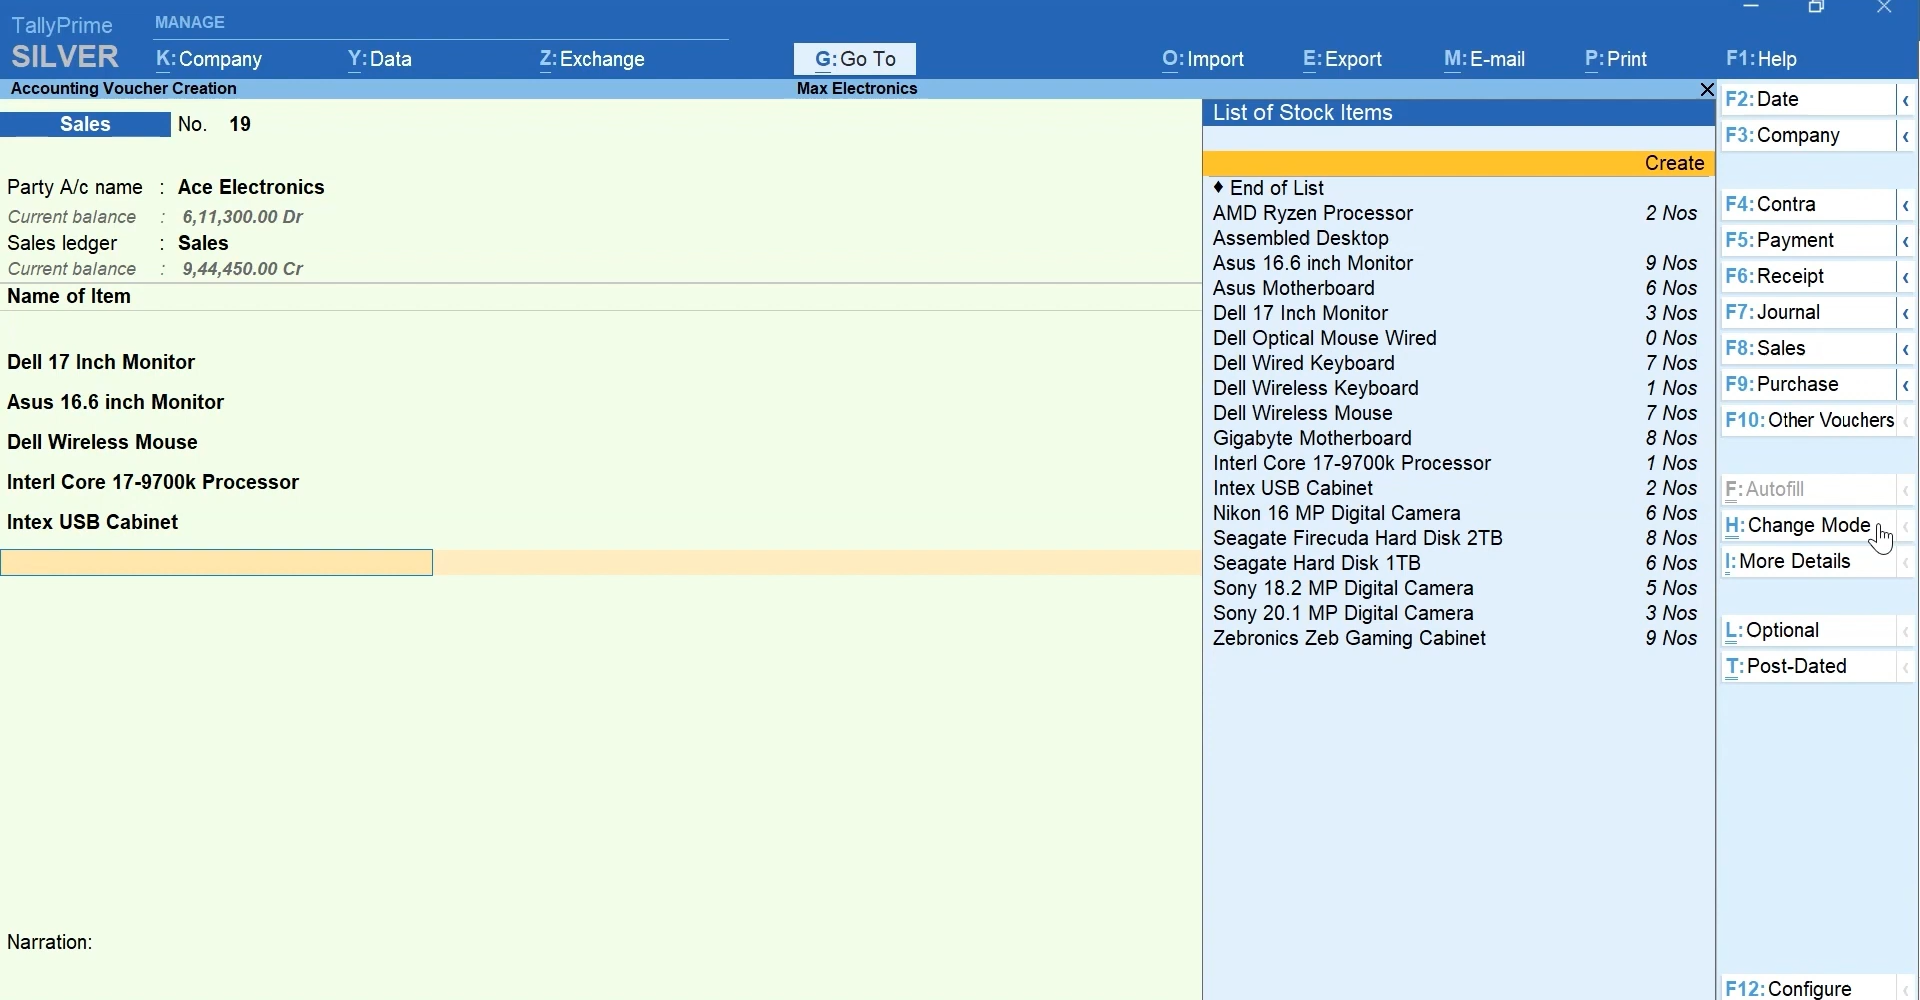 TallyPrime
SILVER
MANAGE
K:Company
Y:Data
Z:Exchange
G:Go To
O:Import
E:Export
M:E-mail
P:Print
F1:Help
Accounting Voucher Creation
Max Electronics
Sales No. 19
Party A/c name : Ace Electronics
Current balance : 6,11,300.00 Dr
Sales ledger : Sales
Current balance : 9,44,450.00 Cr
Name of Item
Dell 17 Inch Monitor
Asus 16.6 inch Monitor
Dell Wireless Mouse
Interl Core 17-9700k Processor
Intex USB Cabinet
Narration:
List of Stock Items
Create
♦ End of List
AMD Ryzen Processor 2 Nos
Assembled Desktop
Asus 16.6 inch Monitor 9 Nos
Asus Motherboard 6 Nos
Dell 17 Inch Monitor 3 Nos
Dell Optical Mouse Wired 0 Nos
Dell Wired Keyboard 7 Nos
Dell Wireless Keyboard 1 Nos
Dell Wireless Mouse 7 Nos
Gigabyte Motherboard 8 Nos
Interl Core 17-9700k Processor 1 Nos
Intex USB Cabinet 2 Nos
Nikon 16 MP Digital Camera 6 Nos
Seagate Firecuda Hard Disk 2TB 8 Nos
Seagate Hard Disk 1TB 6 Nos
Sony 18.2 MP Digital Camera 5 Nos
Sony 20.1 MP Digital Camera 3 Nos
Zebronics Zeb Gaming Cabinet 9 Nos
F2:Date
F3:Company
F4:Contra
F5:Payment
F6:Receipt
F7:Journal
F8:Sales
F9:Purchase
F10:Other Vouchers
F:Autofill
H:Change Mode
I:More Details
L:Optional
T:Post-Dated
F12:Configure